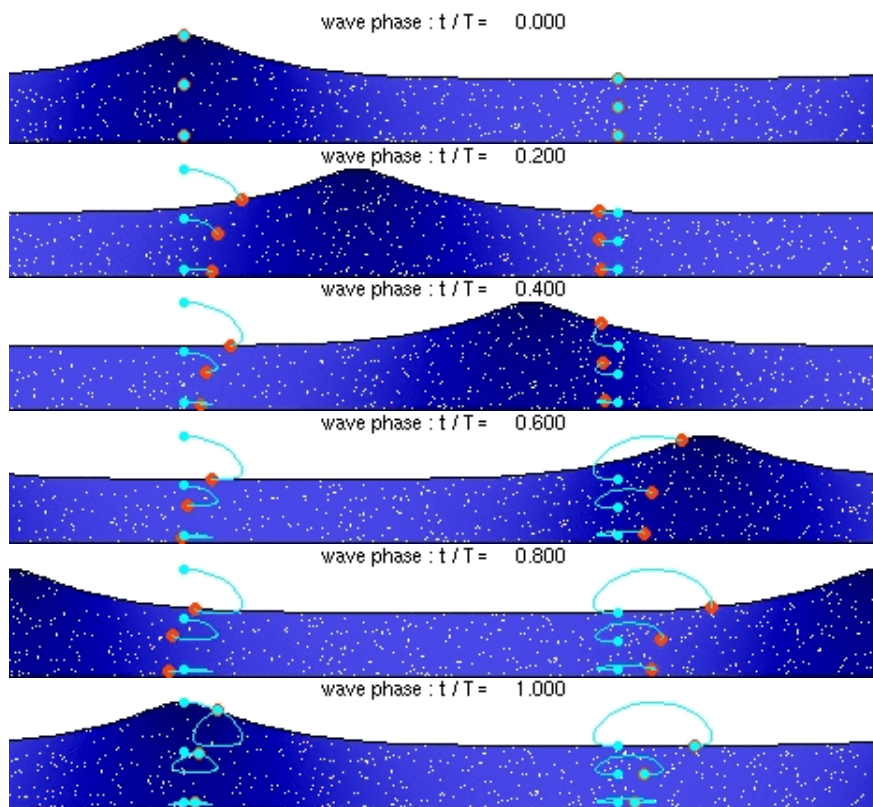 wave phase : t / T = 0.000
wave phase : t / T = 0.200
wave phase : t / T = 0.400
wave phase : t / T = 0.600
wave phase : t / T = 0.800
wave phase : t / T = 1.000